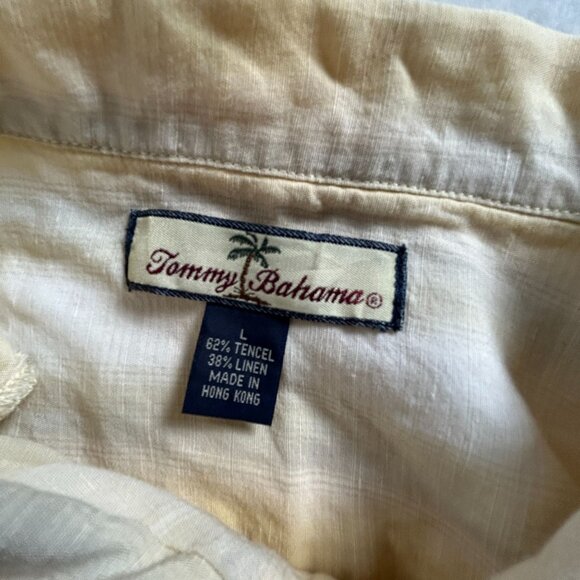 Tommy Bahama®
L
62% TENCEL
38% LINEN
MADE IN
HONG KONG